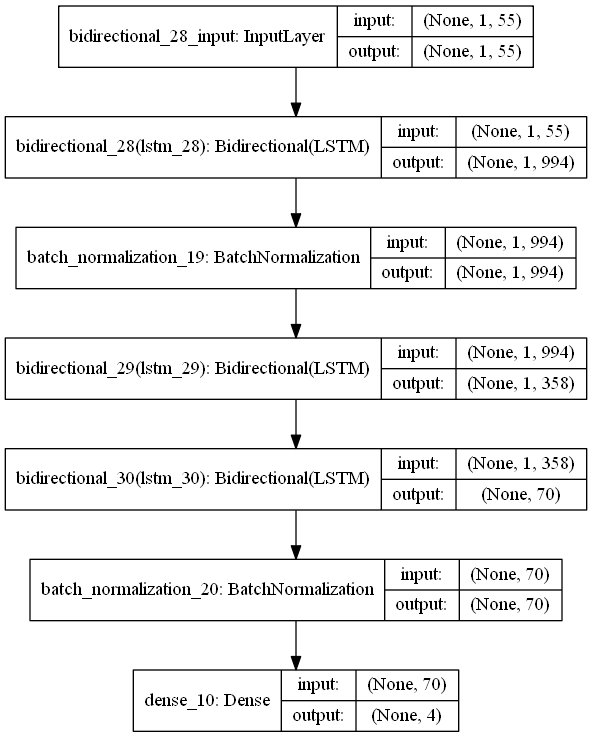 bidirectional_28_input: InputLayer
input: (None, 1, 55)
output: (None, 1, 55)
bidirectional_28(lstm_28): Bidirectional(LSTM)
input: (None, 1, 55)
output: (None, 1, 994)
batch_normalization_19: BatchNormalization
input: (None, 1, 994)
output: (None, 1, 994)
bidirectional_29(lstm_29): Bidirectional(LSTM)
input: (None, 1, 994)
output: (None, 1, 358)
bidirectional_30(lstm_30): Bidirectional(LSTM)
input: (None, 1, 358)
output: (None, 70)
batch_normalization_20: BatchNormalization
input: (None, 70)
output: (None, 70)
dense_10: Dense
input: (None, 70)
output: (None, 4)